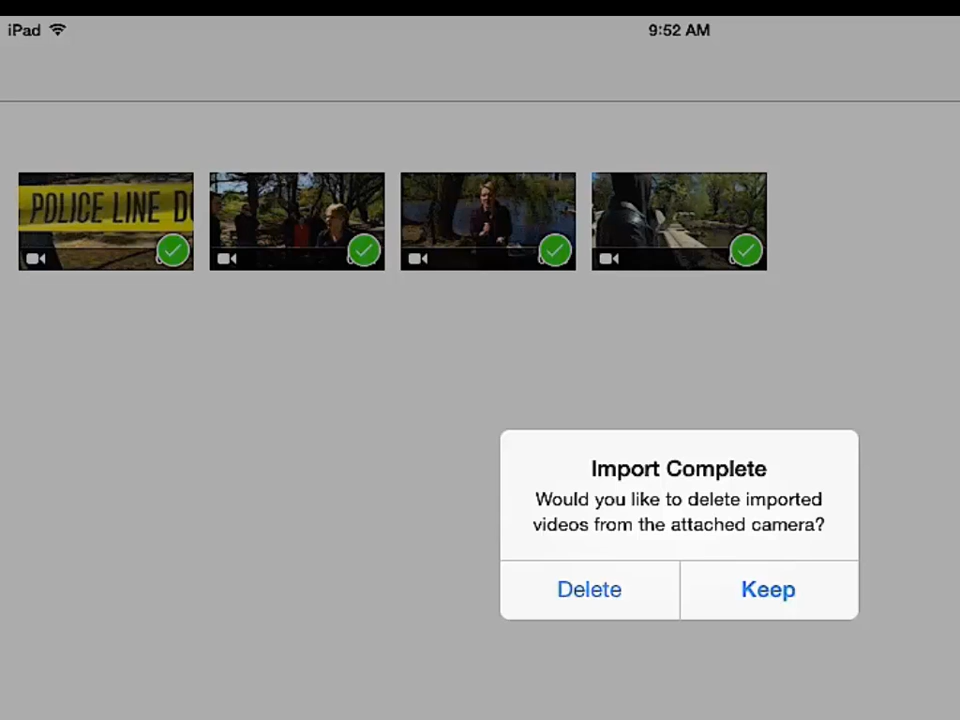 iPad 9:52 AM
POLICE LINE
Import Complete
Would you like to delete imported
videos from the attached camera?
Delete Keep